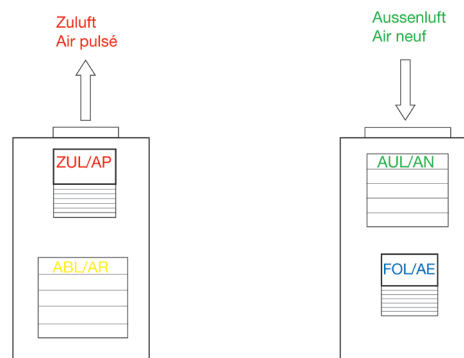 Zuluft
Air pulsé
Aussenluft
Air neuf
ZUL/AP
AUL/AN
ABL/AR
FOL/AE